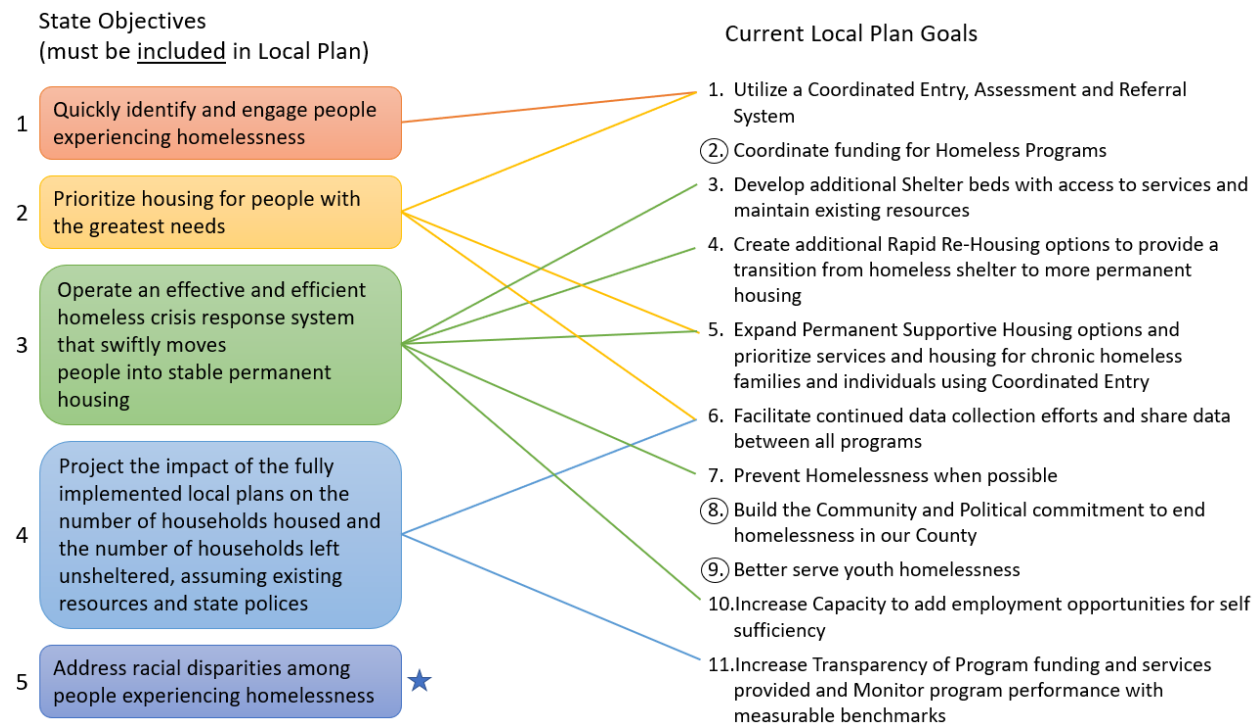 State Objectives
(must be included in Local Plan)
1
Quickly identify and engage people
experiencing homelessness
2
Prioritize housing for people with
the greatest needs
3
Operate an effective and efficient
homeless crisis response system
that swiftly moves
people into stable permanent
housing
4
Project the impact of the fully
implemented local plans on the
number of households housed and
the number of households left
unsheltered, assuming existing
resources and state polices
5
Address racial disparities among
people experiencing homelessness
Current Local Plan Goals
1. Utilize a Coordinated Entry, Assessment and Referral
System
2. Coordinate funding for Homeless Programs
3. Develop additional Shelter beds with access to services and
maintain existing resources
4. Create additional Rapid Re-Housing options to provide a
transition from homeless shelter to more permanent
housing
5. Expand Permanent Supportive Housing options and
prioritize services and housing for chronic homeless
families and individuals using Coordinated Entry
6. Facilitate continued data collection efforts and share data
between all programs
7. Prevent Homelessness when possible
8. Build the Community and Political commitment to end
homelessness in our County
9. Better serve youth homelessness
10.Increase Capacity to add employment opportunities for self
sufficiency
11.Increase Transparency of Program funding and services
provided and Monitor program performance with
measurable benchmarks